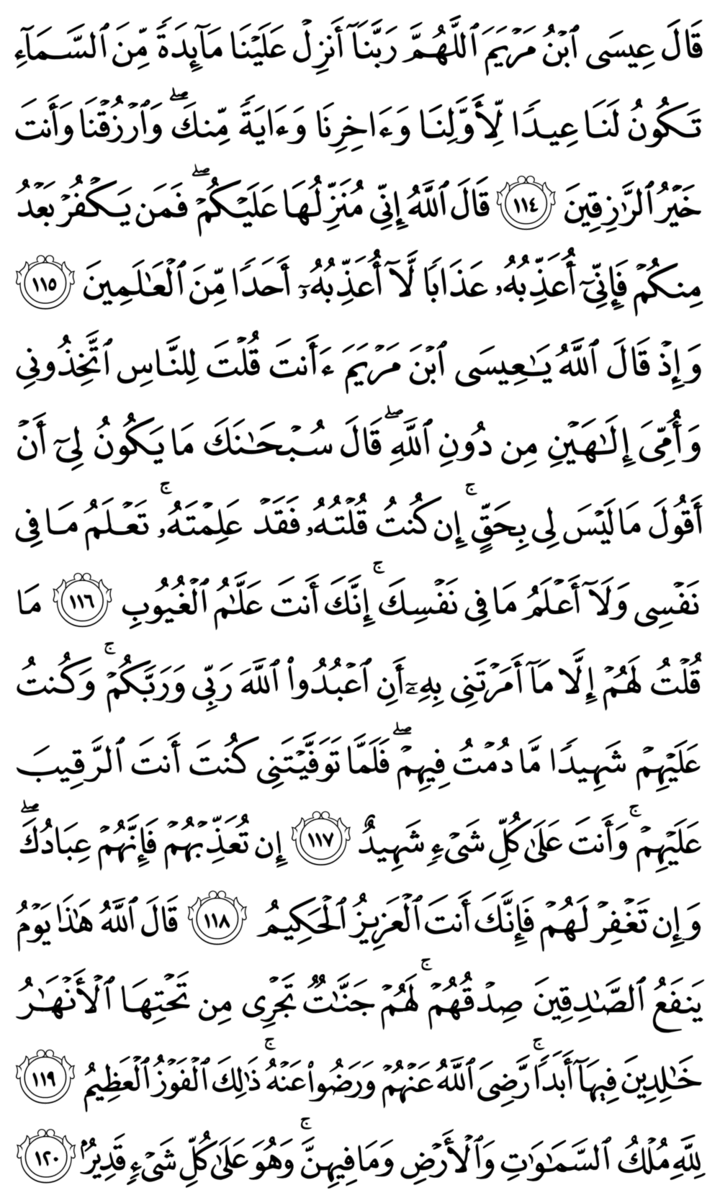 قَالَ عِيسَى ٱبْنُ مَرْيَمَ ٱللَّهُمَّ رَبَّنَآ أَنزِلْ عَلَيْنَا مَآئِدَةً مِّنَ ٱلسَّمَآءِ
تَكُونُ لَنَا عِيدًا لِّأَوَّلِنَا وَءَاخِرِنَا وَءَايَةً مِّنكَ ۖ وَٱرْزُقْنَا وَأَنتَ
خَيْرُ ٱلرَّٰزِقِينَ ١١٤ قَالَ ٱللَّهُ إِنِّى مُنَزِّلُهَا عَلَيْكُمْ ۖ فَمَن يَكْفُرْ بَعْدُ
مِنكُمْ فَإِنِّىٓ أُعَذِّبُهُۥ عَذَابًا لَّآ أُعَذِّبُهُۥٓ أَحَدًا مِّنَ ٱلْعَٰلَمِينَ ١١٥
وَإِذْ قَالَ ٱللَّهُ يَٰعِيسَى ٱبْنَ مَرْيَمَ ءَأَنتَ قُلْتَ لِلنَّاسِ ٱتَّخِذُونِى
وَأُمِّىَ إِلَٰهَيْنِ مِن دُونِ ٱللَّهِ ۖ قَالَ سُبْحَٰنَكَ مَا يَكُونُ لِىٓ أَنْ
أَقُولَ مَا لَيْسَ لِى بِحَقٍّ ۚ إِن كُنتُ قُلْتُهُۥ فَقَدْ عَلِمْتَهُۥ ۚ تَعْلَمُ مَا فِى
نَفْسِى وَلَآ أَعْلَمُ مَا فِى نَفْسِكَ ۚ إِنَّكَ أَنتَ عَلَّٰمُ ٱلْغُيُوبِ ١١٦ مَا
قُلْتُ لَهُمْ إِلَّا مَآ أَمَرْتَنِى بِهِۦٓ أَنِ ٱعْبُدُوا۟ ٱللَّهَ رَبِّى وَرَبَّكُمْ ۚ وَكُنتُ
عَلَيْهِمْ شَهِيدًا مَّا دُمْتُ فِيهِمْ ۖ فَلَمَّا تَوَفَّيْتَنِى كُنتَ أَنتَ ٱلرَّقِيبَ
عَلَيْهِمْ ۚ وَأَنتَ عَلَىٰ كُلِّ شَىْءٍ شَهِيدٌ ١١٧ إِن تُعَذِّبْهُمْ فَإِنَّهُمْ عِبَادُكَ ۖ
وَإِن تَغْفِرْ لَهُمْ فَإِنَّكَ أَنتَ ٱلْعَزِيزُ ٱلْحَكِيمُ ١١٨ قَالَ ٱللَّهُ هَٰذَا يَوْمُ
يَنفَعُ ٱلصَّٰدِقِينَ صِدْقُهُمْ ۚ لَهُمْ جَنَّٰتٌ تَجْرِى مِن تَحْتِهَا ٱلْأَنْهَٰرُ
خَٰلِدِينَ فِيهَآ أَبَدًا ۚ رَّضِىَ ٱللَّهُ عَنْهُمْ وَرَضُوا۟ عَنْهُ ۚ ذَٰلِكَ ٱلْفَوْزُ ٱلْعَظِيمُ ١١٩
لِلَّهِ مُلْكُ ٱلسَّمَٰوَٰتِ وَٱلْأَرْضِ وَمَا فِيهِنَّ ۚ وَهُوَ عَلَىٰ كُلِّ شَىْءٍ قَدِيرٌۢ ١٢٠